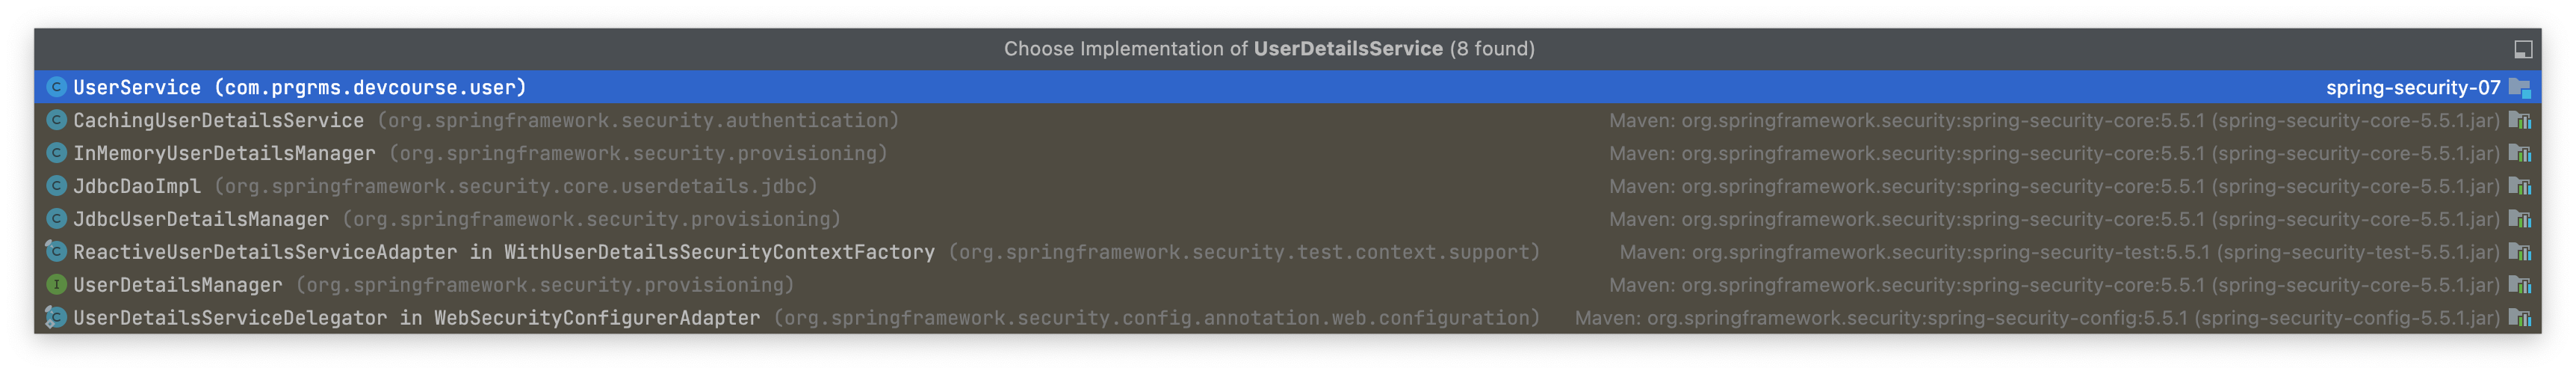 Choose Implementation of UserDetailsService (8 found)
UserService (com.prgrms.devcourse.user) spring-security-07
CachingUserDetailsService (org.springframework.security.authentication) Maven: org.springframework.security:spring-security-core:5.5.1 (spring-security-core-5.5.1.jar)
InMemoryUserDetailsManager (org.springframework.security.provisioning) Maven: org.springframework.security:spring-security-core:5.5.1 (spring-security-core-5.5.1.jar)
JdbcDaoImpl (org.springframework.security.core.userdetails.jdbc) Maven: org.springframework.security:spring-security-core:5.5.1 (spring-security-core-5.5.1.jar)
JdbcUserDetailsManager (org.springframework.security.provisioning) Maven: org.springframework.security:spring-security-core:5.5.1 (spring-security-core-5.5.1.jar)
ReactiveUserDetailsServiceAdapter in WithUserDetailsSecurityContextFactory (org.springframework.security.test.context.support) Maven: org.springframework.security:spring-security-test:5.5.1 (spring-security-test-5.5.1.jar)
UserDetailsManager (org.springframework.security.provisioning) Maven: org.springframework.security:spring-security-core:5.5.1 (spring-security-core-5.5.1.jar)
UserDetailsServiceDelegator in WebSecurityConfigurerAdapter (org.springframework.security.config.annotation.web.configuration) Maven: org.springframework.security:spring-security-config:5.5.1 (spring-security-config-5.5.1.jar)